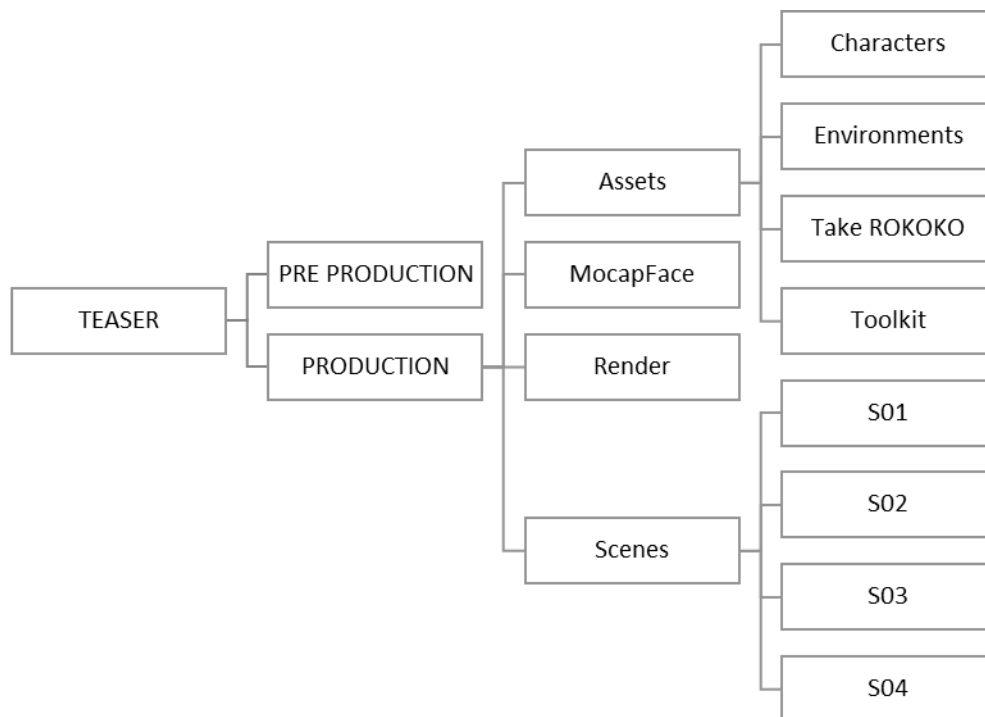 TEASER
PRE PRODUCTION
PRODUCTION
Assets
MocapFace
Render
Scenes
Characters
Environments
Take ROKOKO
Toolkit
S01
S02
S03
S04